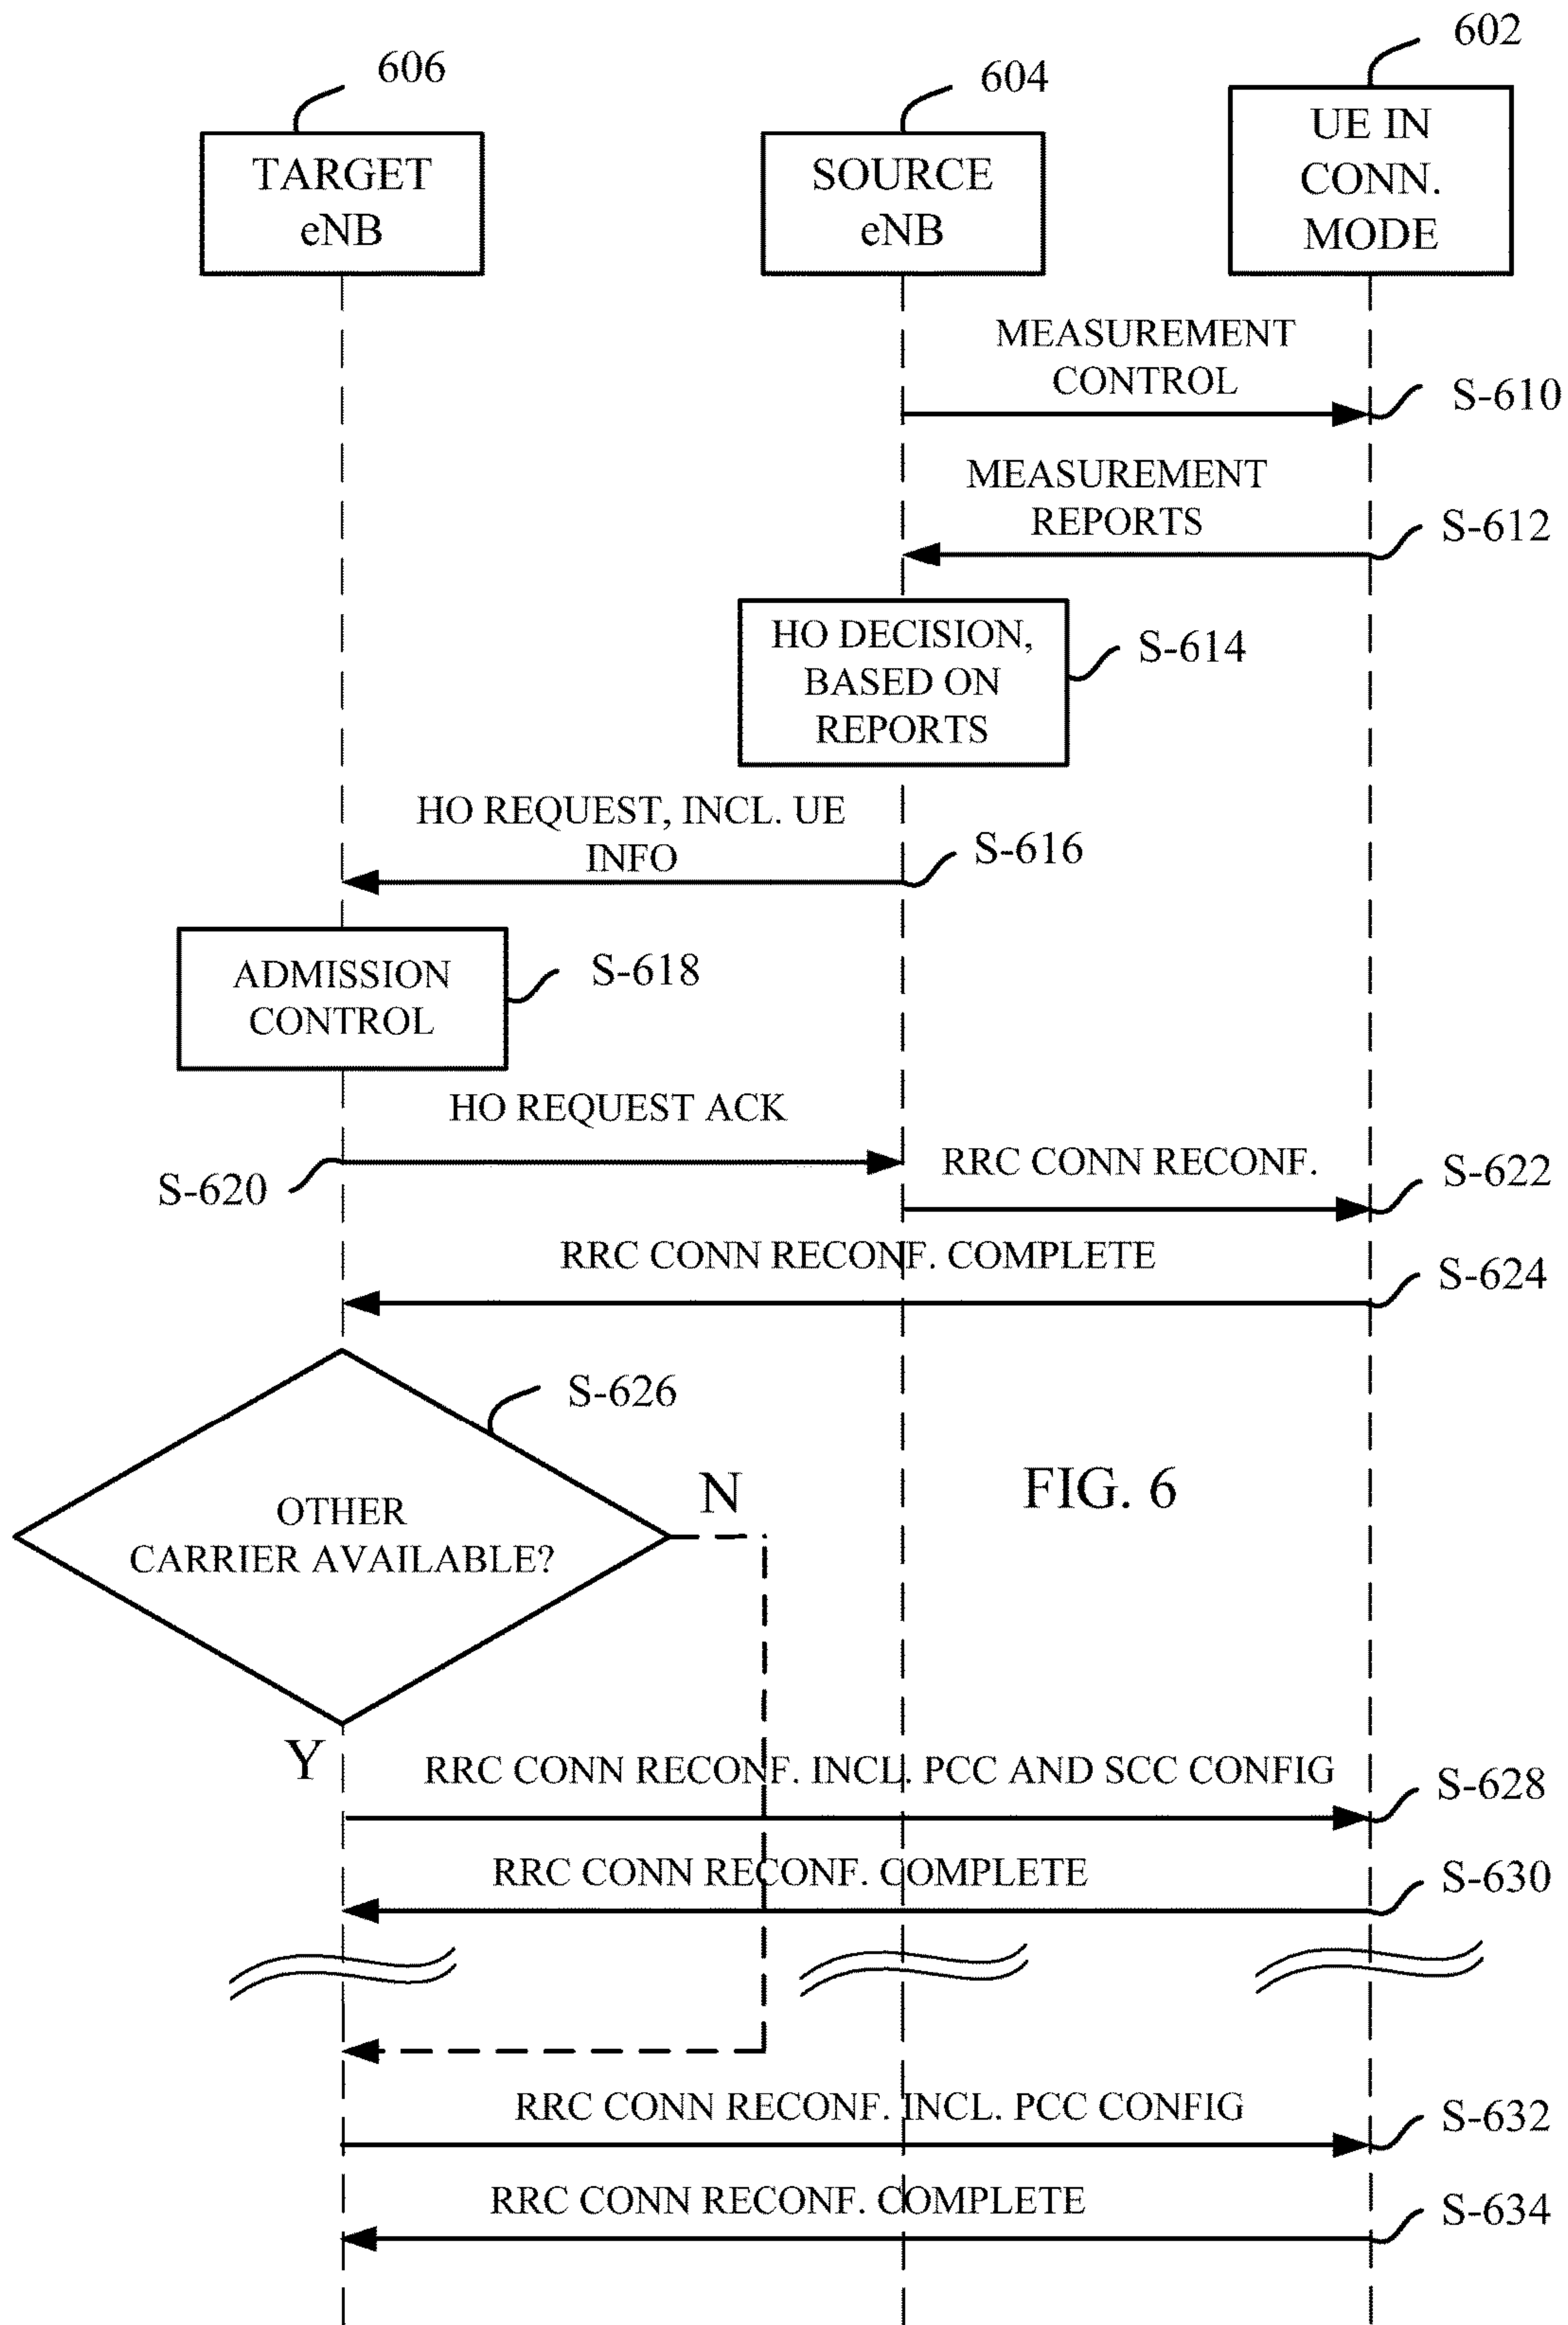 606
604
602
TARGET
eNB
SOURCE
eNB
UE IN
CONN.
MODE
MEASUREMENT
CONTROL
S-610
MEASUREMENT
REPORTS
S-612
HO DECISION,
BASED ON
REPORTS
S-614
HO REQUEST, INCL. UE
INFO
S-616
ADMISSION
CONTROL
S-618
HO REQUEST ACK
S-620
RRC CONN RECONF.
S-622
RRC CONN RECONF. COMPLETE
S-624
S-626
OTHER
CARRIER AVAILABLE?
N
FIG. 6
Y
RRC CONN RECONF. INCL. PCC AND SCC CONFIG
S-628
RRC CONN RECONF. COMPLETE
S-630
RRC CONN RECONF. INCL. PCC CONFIG
S-632
RRC CONN RECONF. COMPLETE
S-634